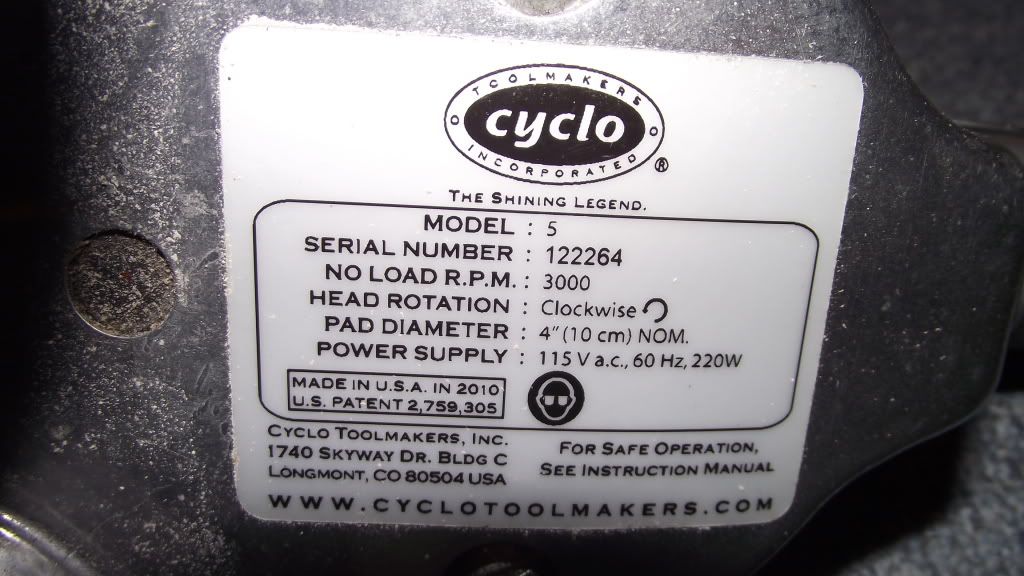 TOOLMAKERS
cyclo
INCORPORATED ®
THE SHINING LEGEND.
MODEL : 5
SERIAL NUMBER : 122264
NO LOAD R.P.M. : 3000
HEAD ROTATION : Clockwise
PAD DIAMETER : 4" (10 cm) NOM.
POWER SUPPLY : 115 V a.c., 60 Hz, 220W
MADE IN U.S.A. IN 2010
U.S. PATENT 2,759,305
CYCLO TOOLMAKERS, INC.
1740 SKYWAY DR. BLDG C
LONGMONT, CO 80504 USA
FOR SAFE OPERATION,
SEE INSTRUCTION MANUAL
WWW.CYCLOTOOLMAKERS.COM